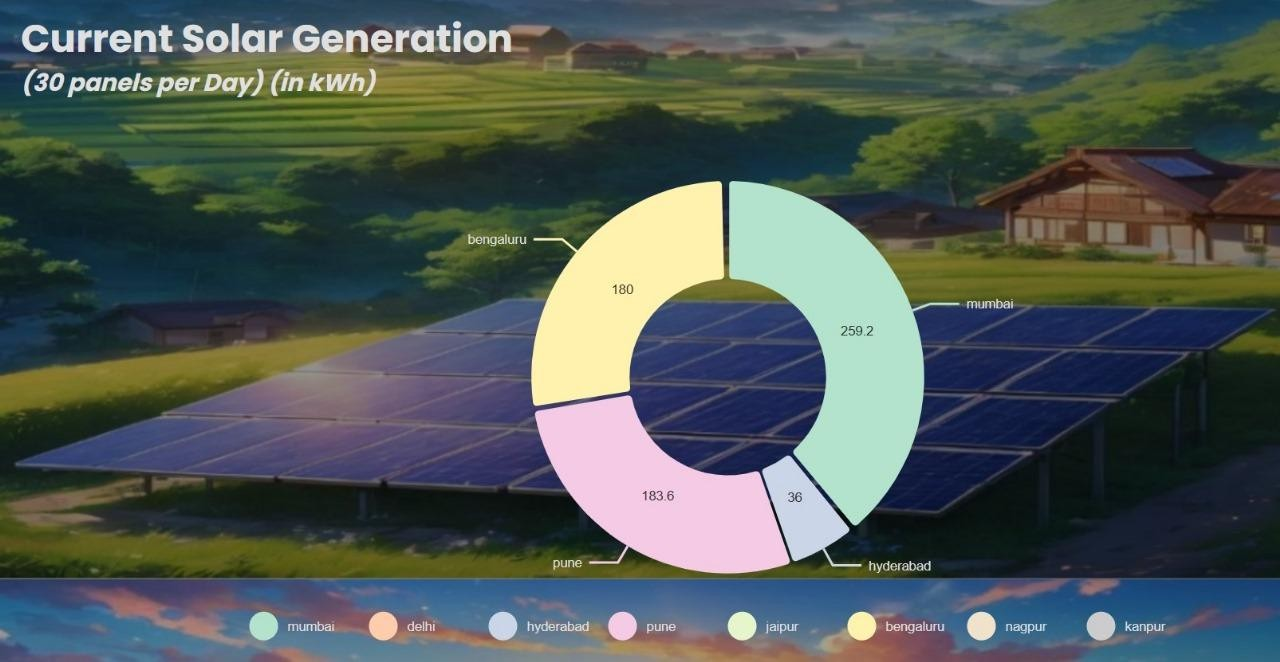 Current Solar Generation
(30 panels per Day) (in kWh)
bengaluru
180
mumbai
259.2
183.6
36
pune
hyderabad
mumbai
delhi
hyderabad
pune
jaipur
bengaluru
nagpur
kanpur